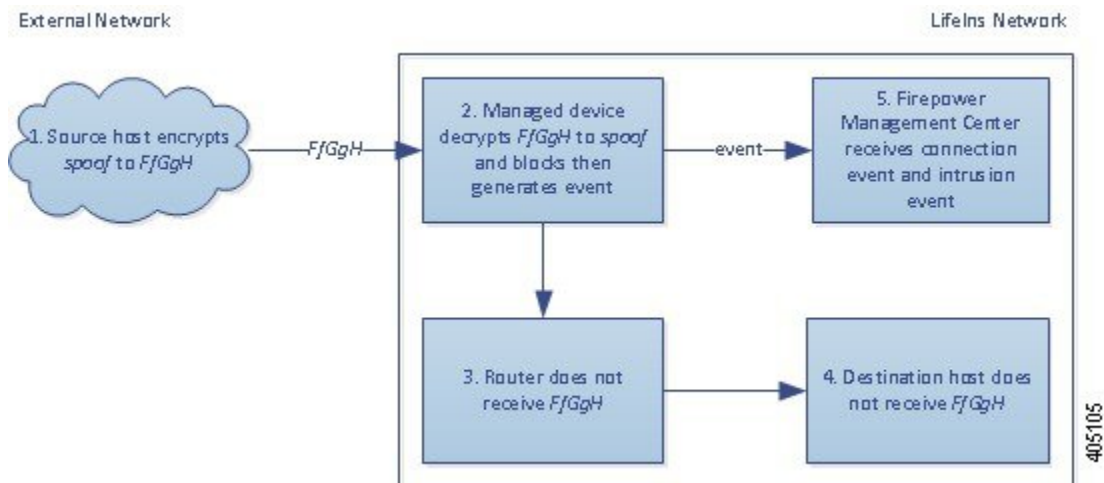 External Network
LifeIns Network
1. Source host encrypts
spoof to FfGgH
FfGgH
2. Managed device
decrypts FfGgH to spoof
and blocks then
generates event
event
5. Firepower
Management Center
receives connection
event and intrusion
event
3. Router does not
receive FfGgH
4. Destination host does
not receive FfGgH
405105